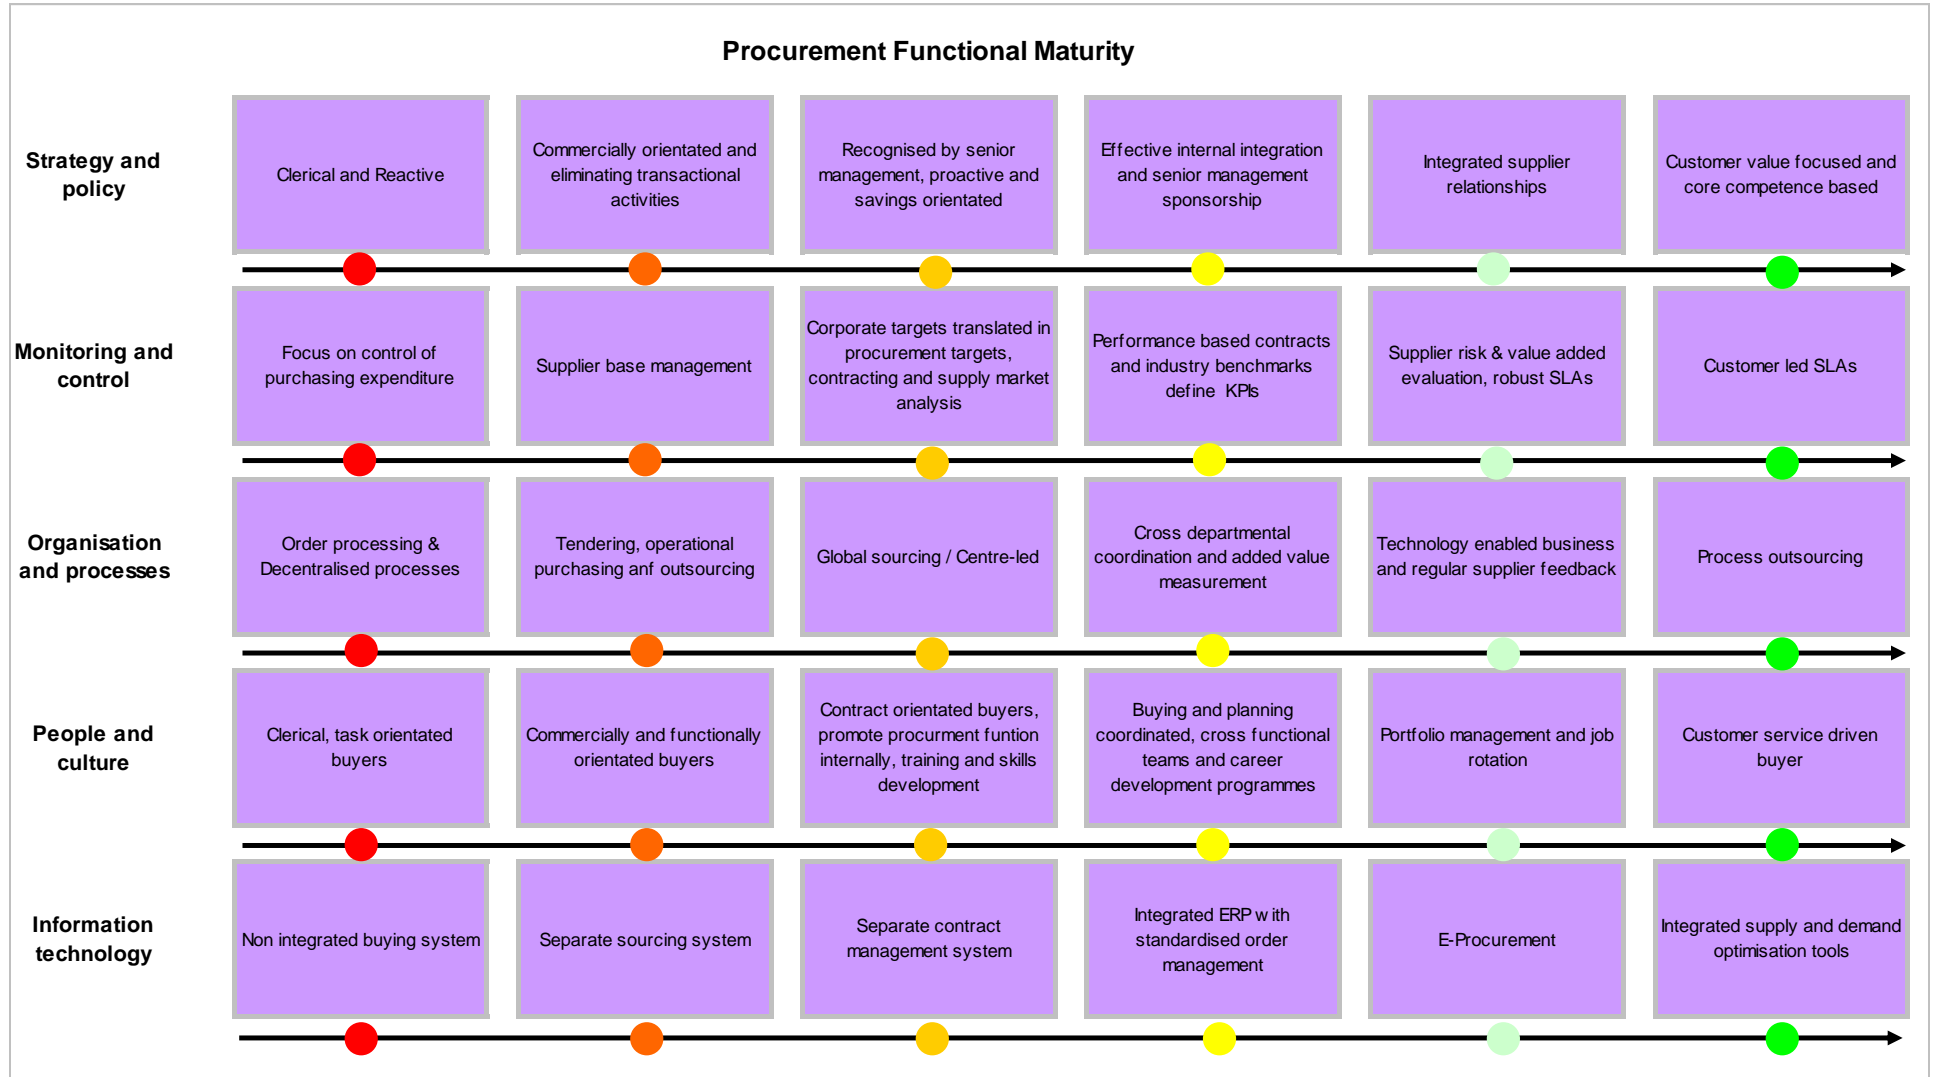 Procurement Functional Maturity
Strategy and
policy
Clerical and Reactive
Commercially orientated and
eliminating transactional
activities
Recognised by senior
management, proactive and
savings orientated
Effective internal integration
and senior management
sponsorship
Integrated supplier
relationships
Customer value focused and
core competence based
Monitoring and
control
Focus on control of
purchasing expenditure
Supplier base management
Corporate targets translated in
procurement targets,
contracting and supply market
analysis
Performance based contracts
and industry benchmarks
define KPIs
Supplier risk & value added
evaluation, robust SLAs
Customer led SLAs
Organisation
and processes
Order processing &
Decentralised processes
Tendering, operational
purchasing anf outsourcing
Global sourcing / Centre-led
Cross departmental
coordination and added value
measurement
Technology enabled business
and regular supplier feedback
Process outsourcing
People and
culture
Clerical, task orientated
buyers
Commercially and functionally
orientated buyers
Contract orientated buyers,
promote procurment funtion
internally, training and skills
development
Buying and planning
coordinated, cross functional
teams and career
development programmes
Portfolio management and job
rotation
Customer service driven
buyer
Information
technology
Non integrated buying system
Separate sourcing system
Separate contract
management system
Integrated ERP with
standardised order
management
E-Procurement
Integrated supply and demand
optimisation tools